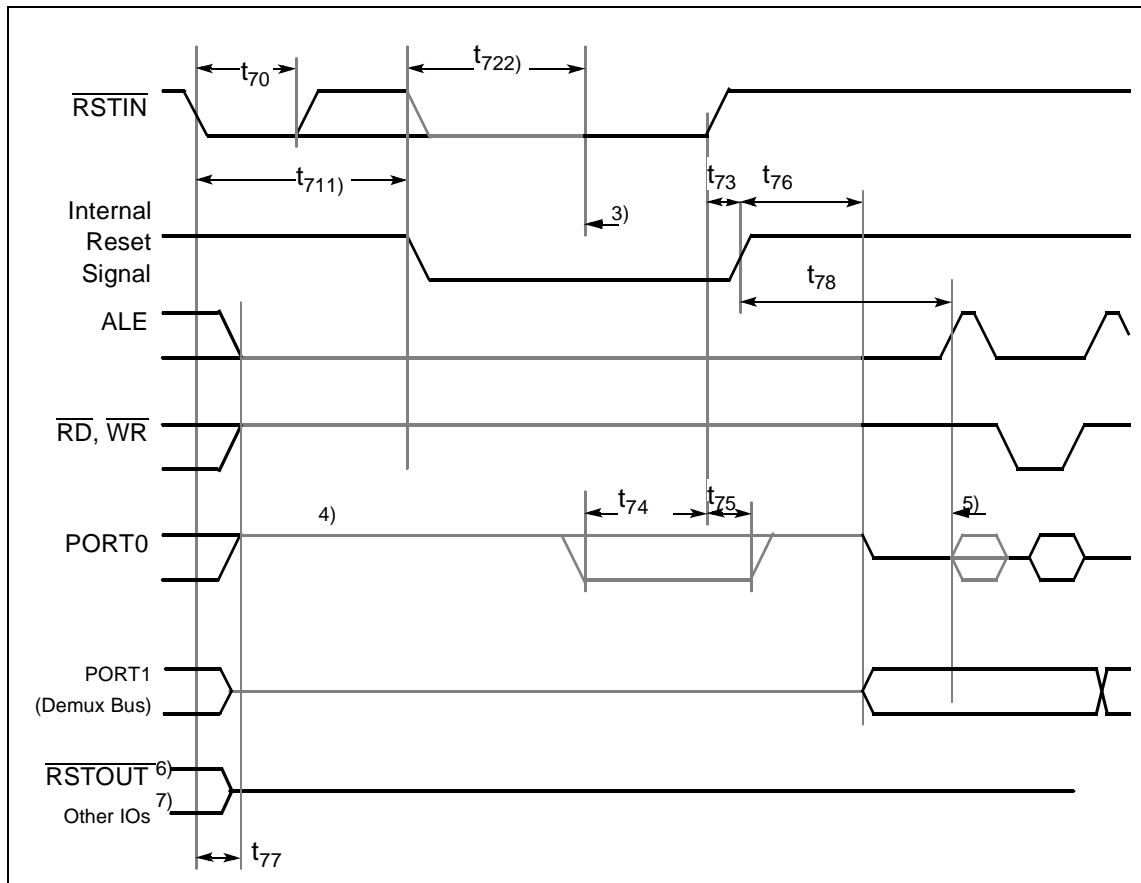 t70
t722)
RSTIN
t711)
t73
t76
Internal
3)
Reset
Signal
t78
ALE
RD, WR
4)
t74
t75
5)
PORT0
PORT1
(Demux Bus)
RSTOUT 6)
7)
Other IOs
t77